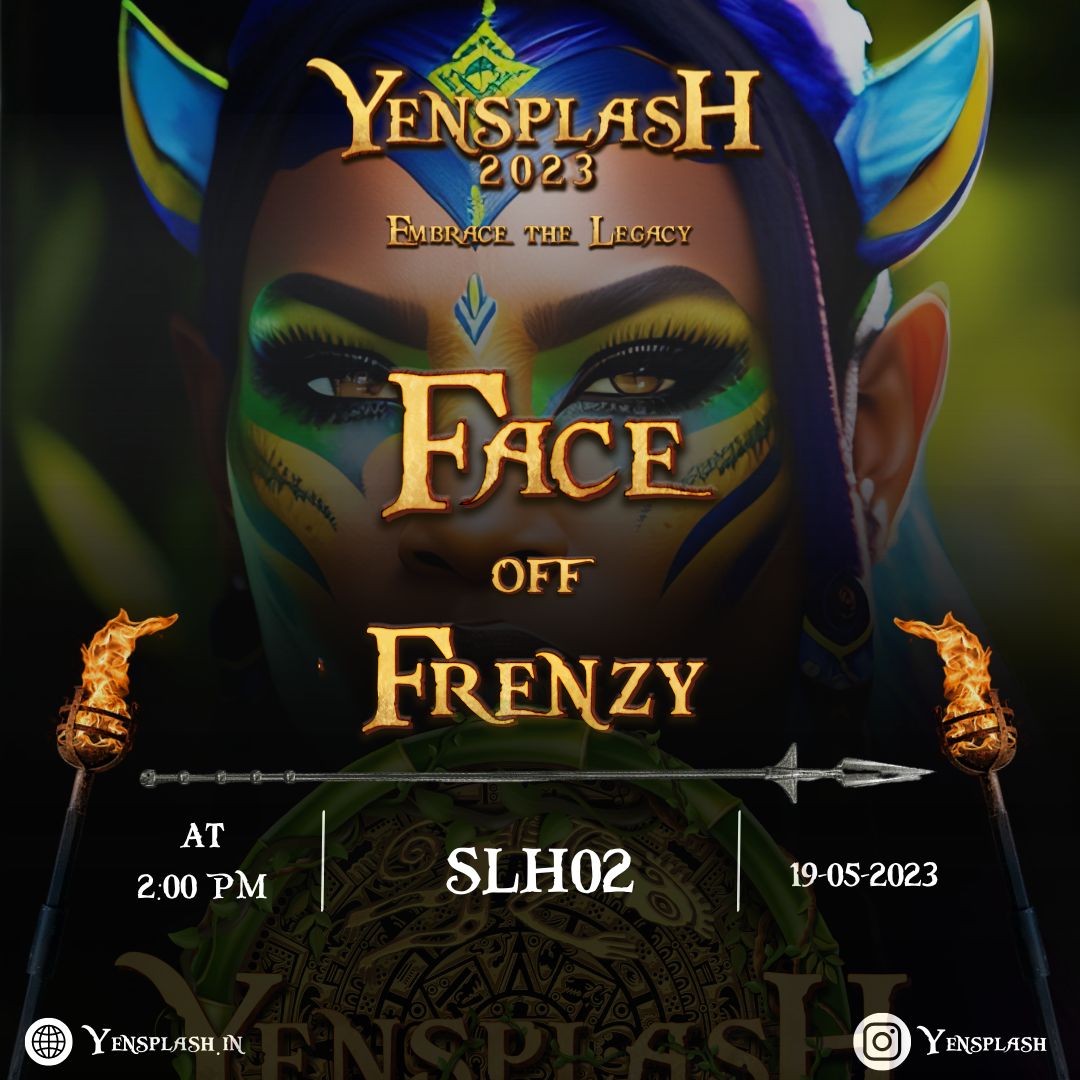 YENSPLASH
2023
EMBRACE THE LEGACY
FACE
OFF
FRENZY
AT
2:00 PM
SLH02
19-05-2023
YENSPLASH
YENSPLASH.IN
YENSPLASH